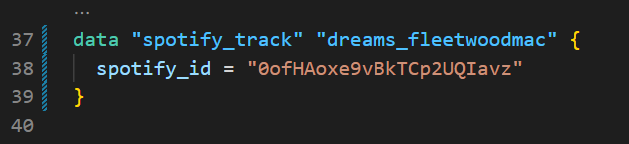 ...
37 data "spotify_track" "dreams_fleetwoodmac" {
38 spotify_id = "0ofHAoxe9vBkTCp2UQIavz"
39 }
40